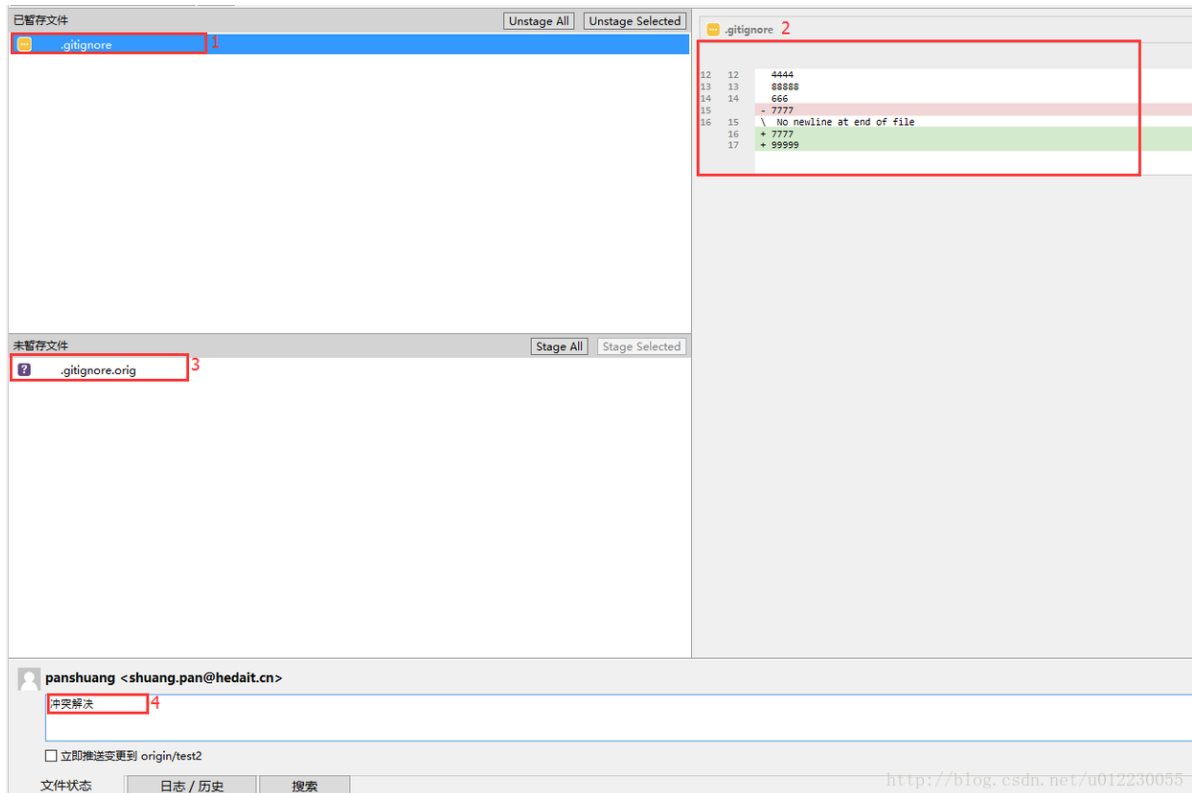 已暂存文件 Unstage All Unstage Selected
.gitignore 1
未暂存文件 Stage All Stage Selected
.gitignore.orig 3
.gitignore 2
12 12 4444
13 13 88888
14 14 666
15 - 7777
16 15 \ No newline at end of file
16 + 7777
17 + 99999
panshuang <shuang.pan@hedait.cn>
冲突解决 4
立即推送变更到 origin/test2
文件状态 日志 / 历史 搜索
http://blog.csdn.net/u012230055